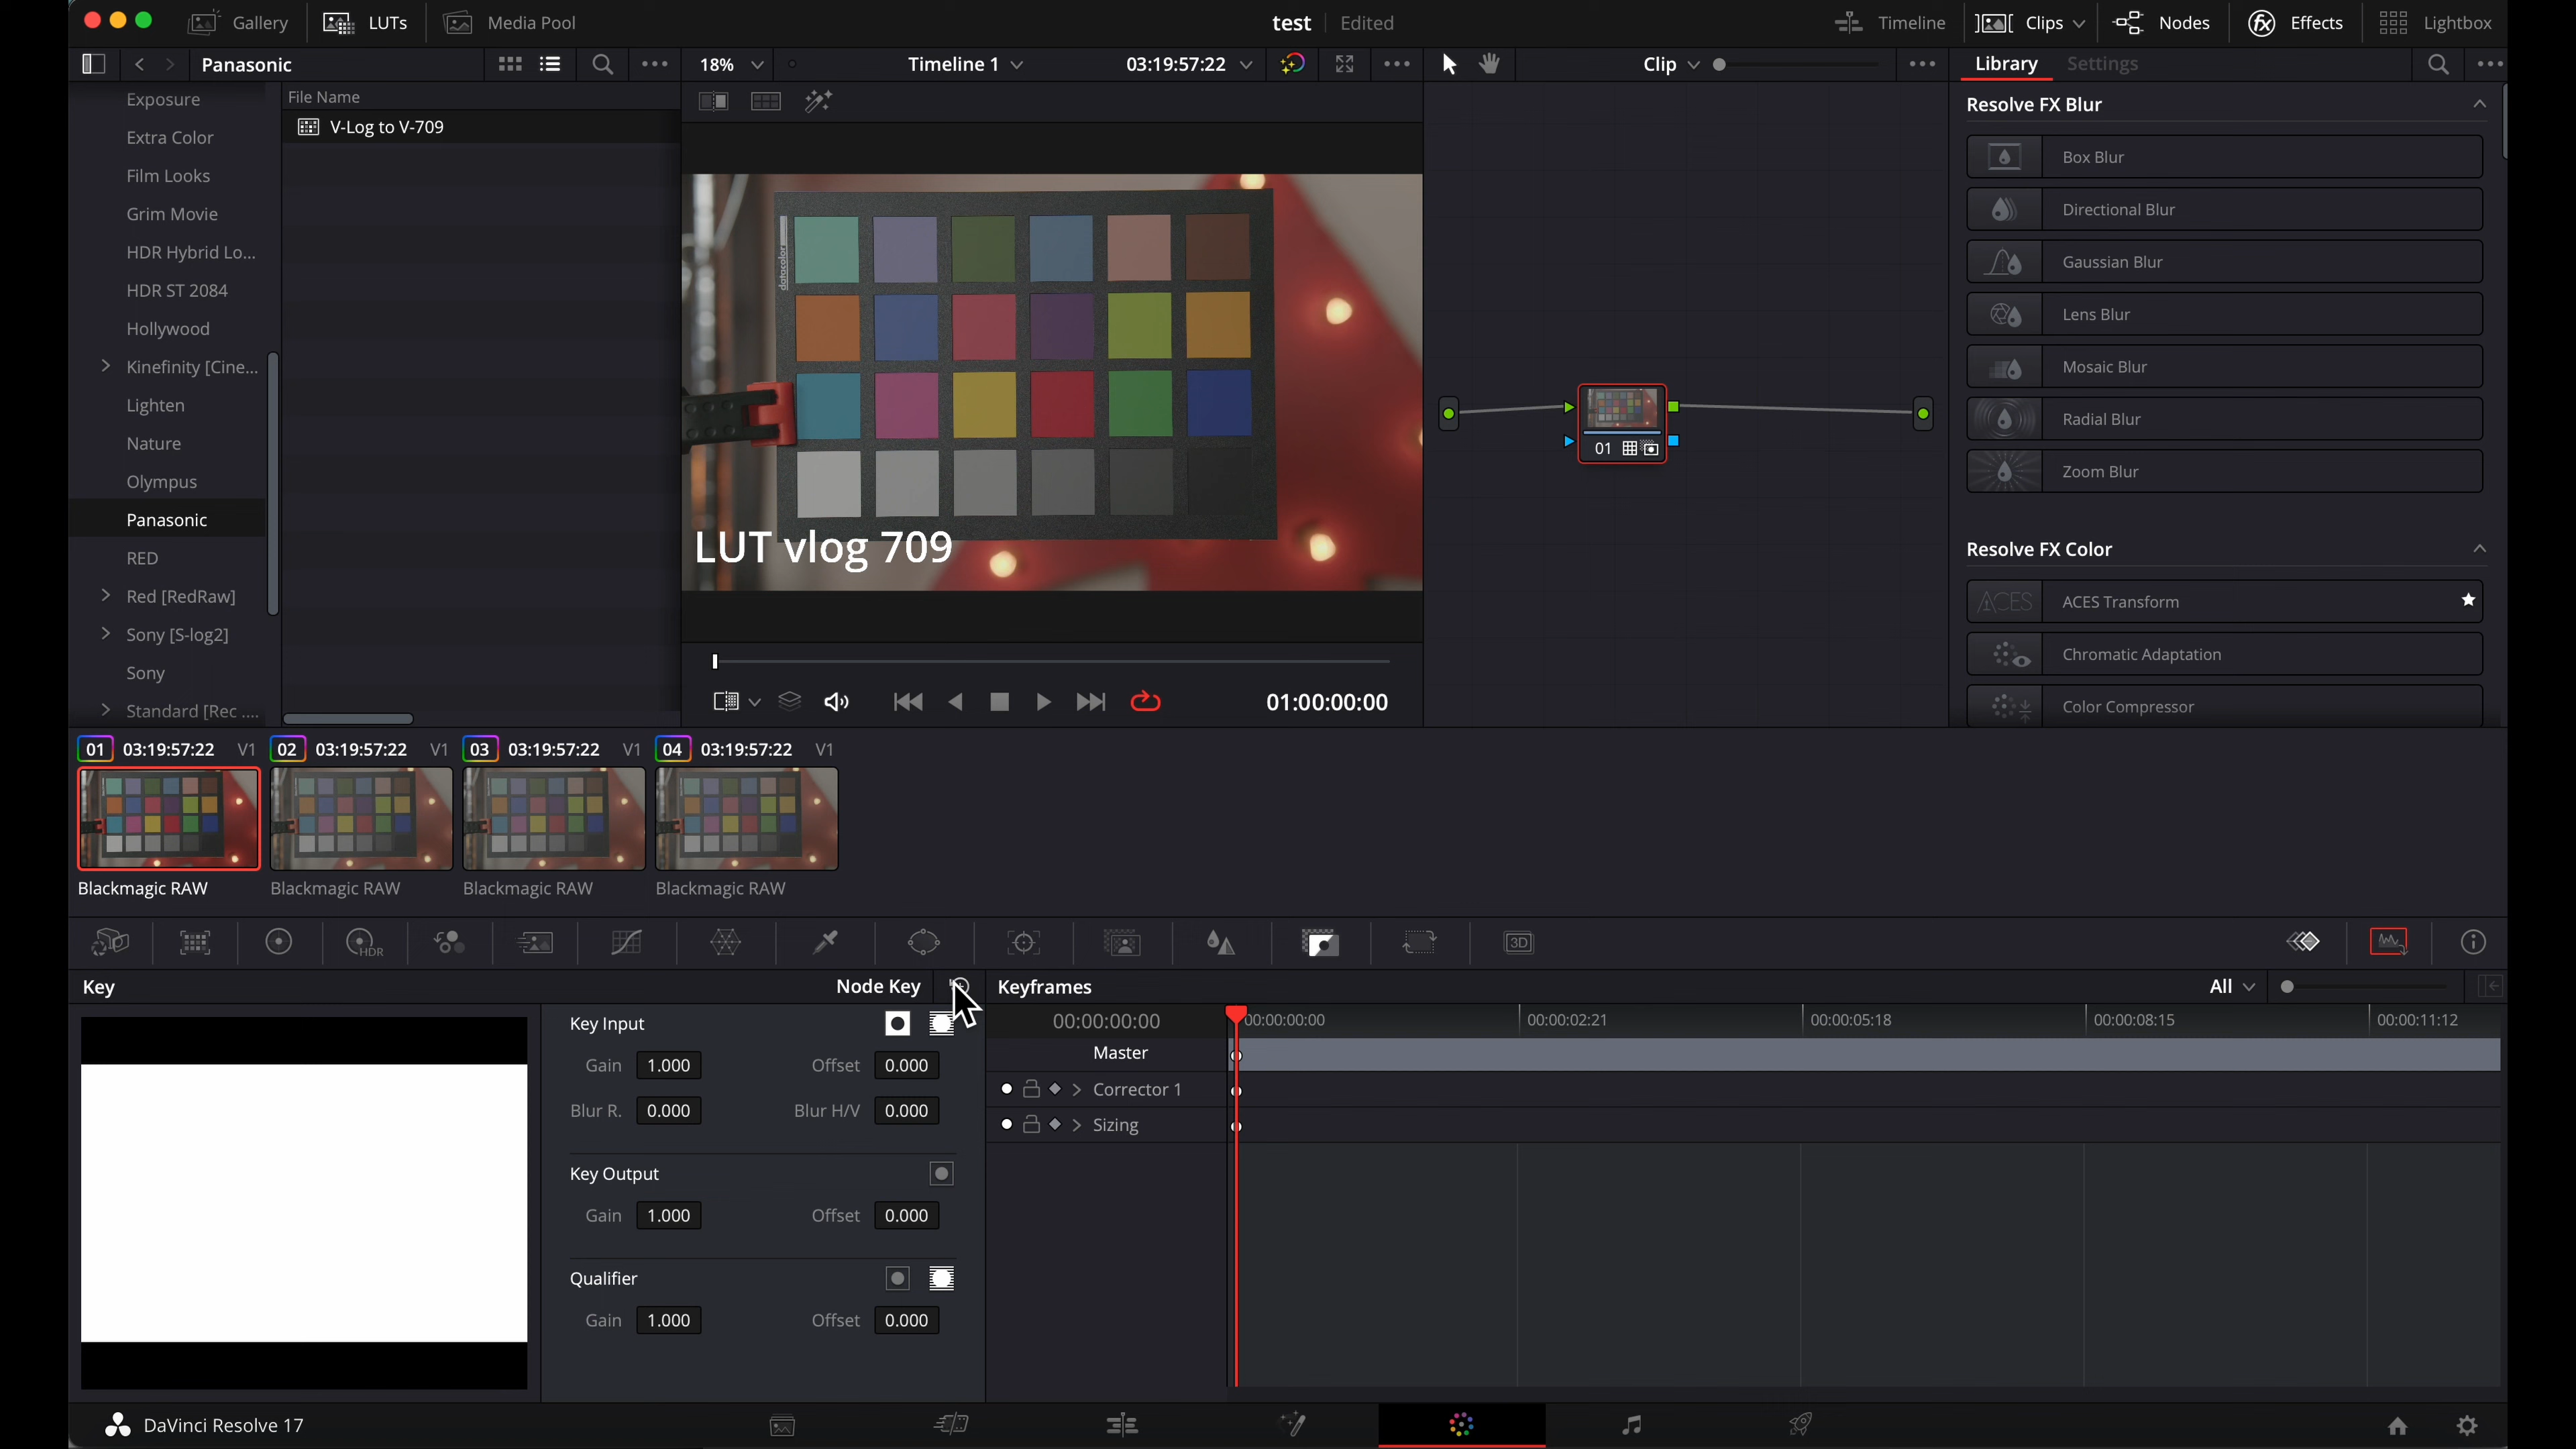 Gallery LUTs Media Pool test Edited Timeline Clips Nodes Effects Lightbox
Panasonic 18% Timeline 1 03:19:57:22 Clip Library Settings
Exposure
Extra Color
Film Looks
Grim Movie
HDR Hybrid Lo...
HDR ST 2084
Hollywood
Kinefinity [Cine...
Lighten
Nature
Olympus
Panasonic
RED
Red [RedRaw]
Sony [S-log2]
Sony
Standard [Rec ....
File Name
V-Log to V-709
datacolor
LUT vlog 709
01:00:00:00
01
Resolve FX Blur
Box Blur
Directional Blur
Gaussian Blur
Lens Blur
Mosaic Blur
Radial Blur
Zoom Blur
Resolve FX Color
ACES ACES Transform
Chromatic Adaptation
Color Compressor
01 03:19:57:22 V1 02 03:19:57:22 V1 03 03:19:57:22 V1 04 03:19:57:22 V1
Blackmagic RAW Blackmagic RAW Blackmagic RAW Blackmagic RAW
HDR 3D
Key Node Key
Key Input
Gain 1.000 Offset 0.000
Blur R. 0.000 Blur H/V 0.000
Key Output
Gain 1.000 Offset 0.000
Qualifier
Gain 1.000 Offset 0.000
Keyframes All
00:00:00:00 00:00:00:00 00:00:02:21 00:00:05:18 00:00:08:15 00:00:11:12
Master
Corrector 1
Sizing
DaVinci Resolve 17